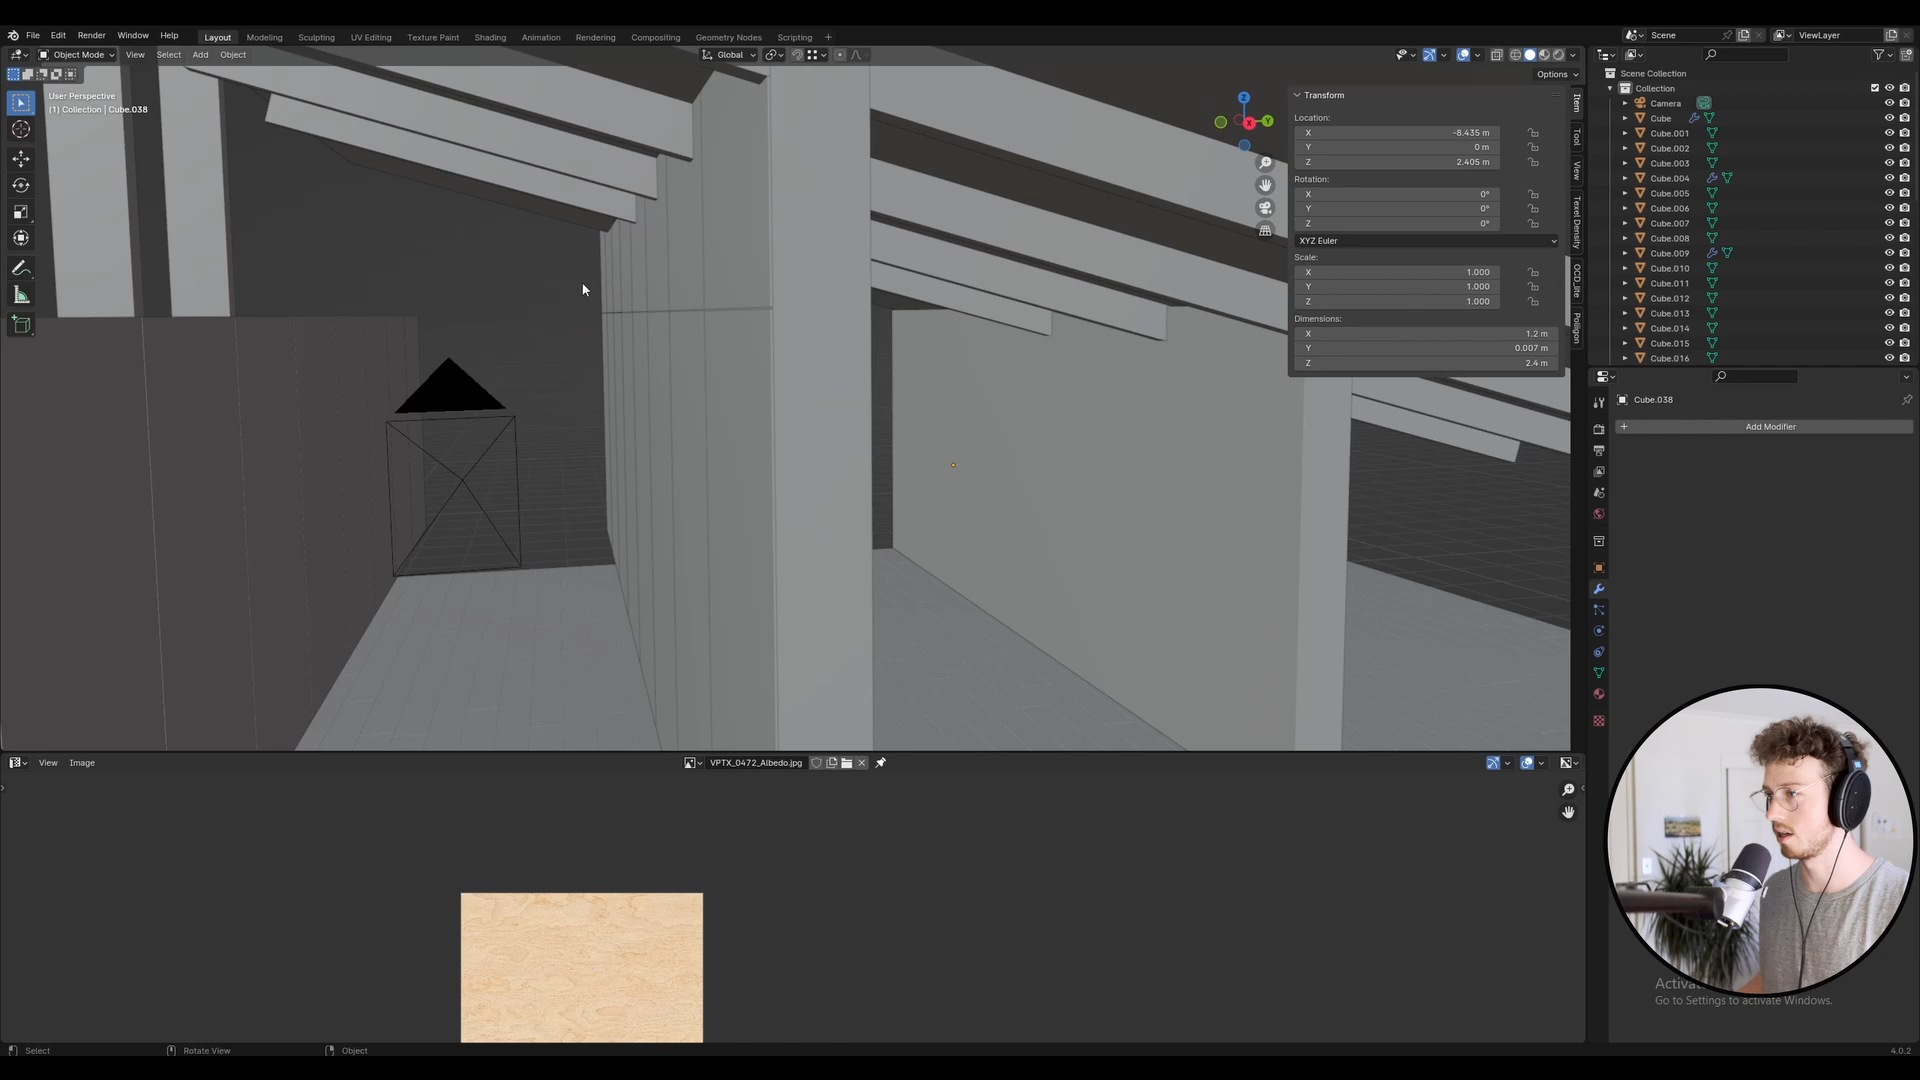 File Edit Render Window Help Layout Modeling Sculpting UV Editing Texture Paint Shading Animation Rendering Compositing Geometry Nodes Scripting + Scene ViewLayer
Object Mode View Select Add Object Global
Options
User Perspective
(1) Collection | Cube.038
Z
Y
X
Transform
Location:
X -8.435 m
Y 0 m
Z 2.405 m
Rotation:
X 0°
Y 0°
Z 0°
XYZ Euler
Scale:
X 1.000
Y 1.000
Z 1.000
Dimensions:
X 1.2 m
Y 0.007 m
Z 2.4 m
Item
Tool
View
Texel Density
OCD_lite
Poliigon
Scene Collection
Collection
Camera
Cube
Cube.001
Cube.002
Cube.003
Cube.004
Cube.005
Cube.006
Cube.007
Cube.008
Cube.009
Cube.010
Cube.011
Cube.012
Cube.013
Cube.014
Cube.015
Cube.016
Cube.038
+ Add Modifier
View Image VPTX_0472_Albedo.jpg
Activa
Go to Settings to activate Windows.
Select Rotate View Object 4.0.2